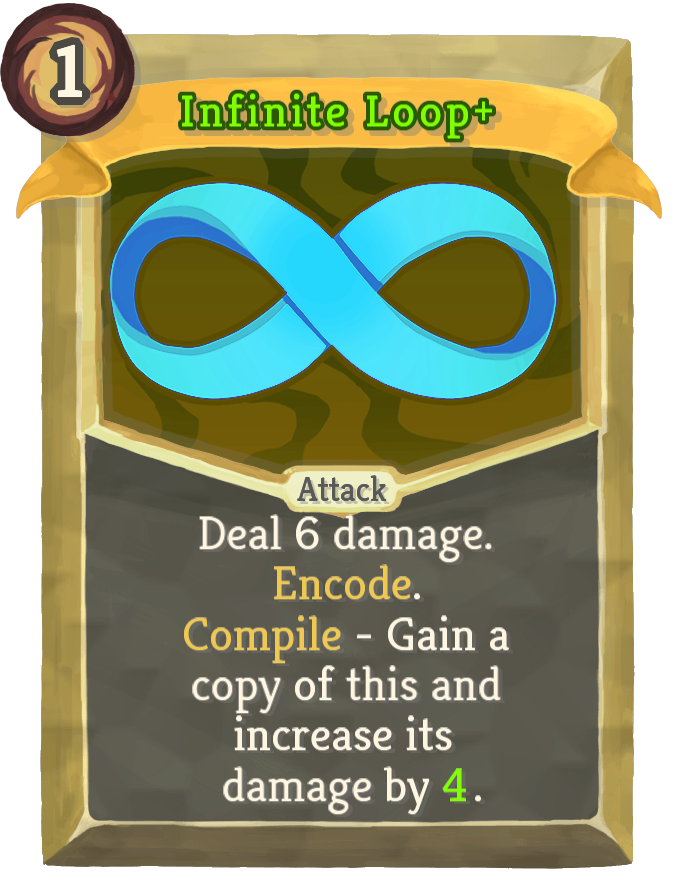 1
Infinite Loop+
Attack
Deal 6 damage.
Encode.
Compile - Gain a
copy of this and
increase its
damage by 4.